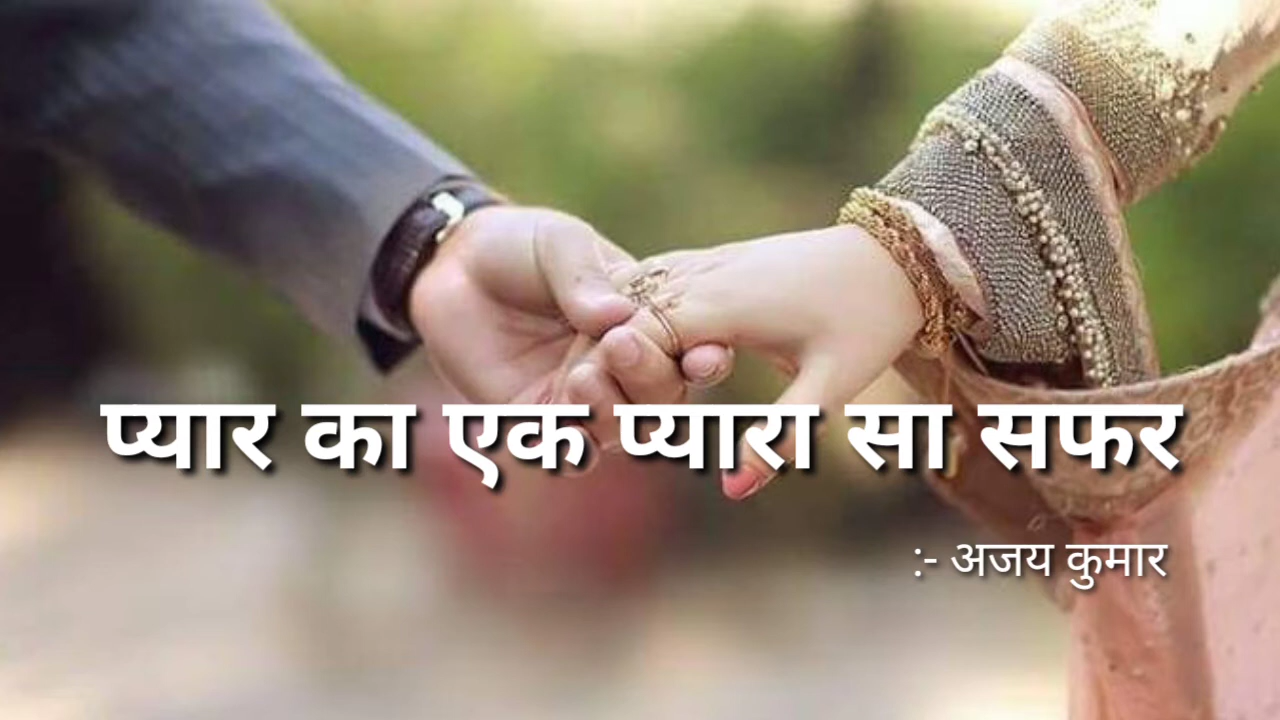 प्यार का एक प्यारा सा सफर
:- अजय कुमार